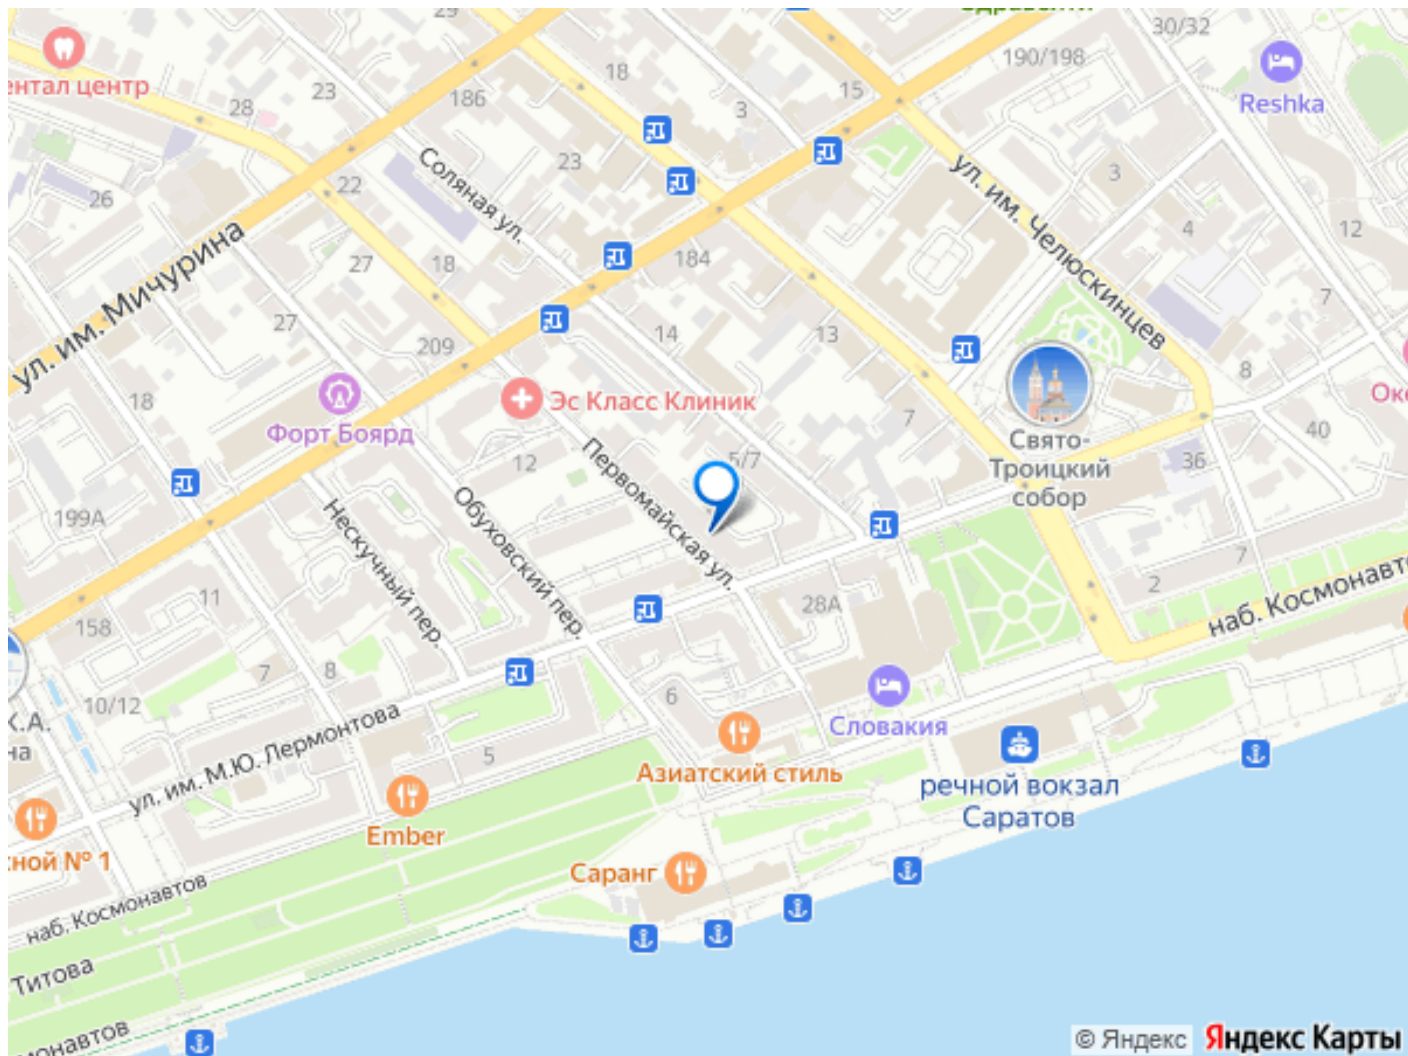 29
30/32
190/198
18
ентал центр
23
28
186
3
15
Reshka
Соляная ул.
23
ул. им. Челюскинцев
3
22
26
4
12
ул. им. Мичурина
27
18
184
7
27
209
14
13
8
18
Эс Класс Клиник
Форт Боярд
7
Свято-
Троицкий
собор
40
36
12
5/7
Первомайская ул.
Обуховский пер.
Нескучный пер.
199А
11
158
7
8
28А
2
7
наб. Космонавто
10/12
6
5
к.А.
на
ул. им. М.Ю. Лермонтова
Словакия
Азиатский стиль
речной вокзал
Саратов
Ember
ной № 1
Саранг
наб. Космонавтов
Титова
монавтов
© Яндекс Яндекс Карты